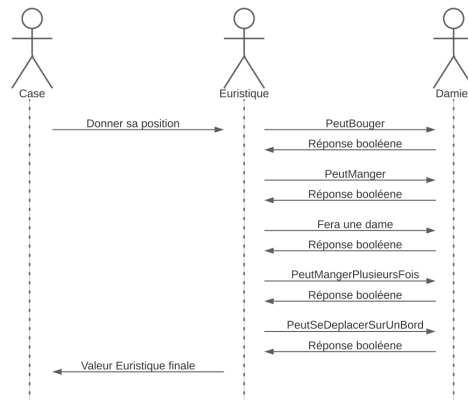 Case
Euristique
Damie
Donner sa position
PeutBouger
Réponse booléene
PeutManger
Réponse booléene
Fera une dame
Réponse booléene
PeutMangerPlusieursFois
Réponse booléene
PeutSeDeplacerSurUnBord
Réponse booléene
Valeur Euristique finale